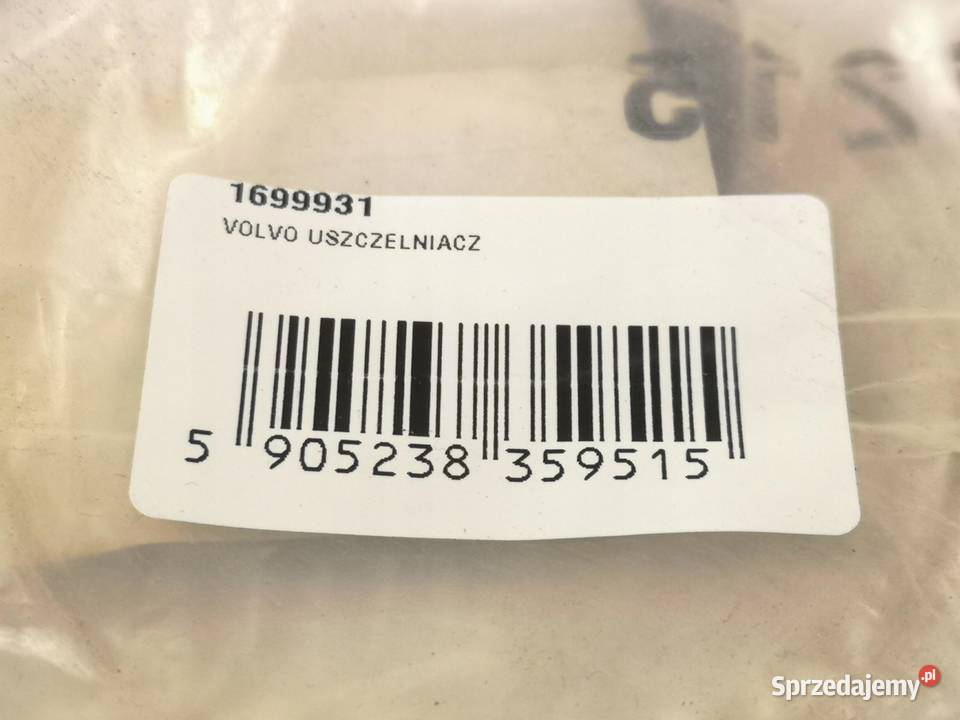 1699931
VOLVO USZCZELNIACZ
5 905238 359515
Sprzedajemy.pl